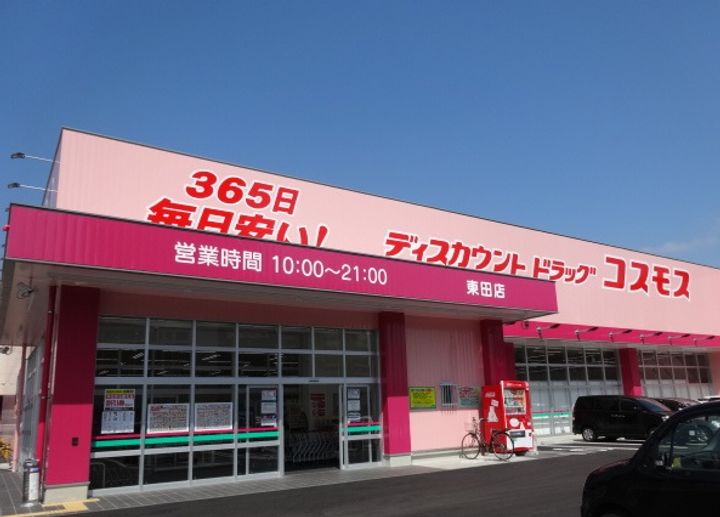 365日
毎日安い!
ディスカウント ドラッグ コスモス
営業時間 10:00〜21:00
東田店